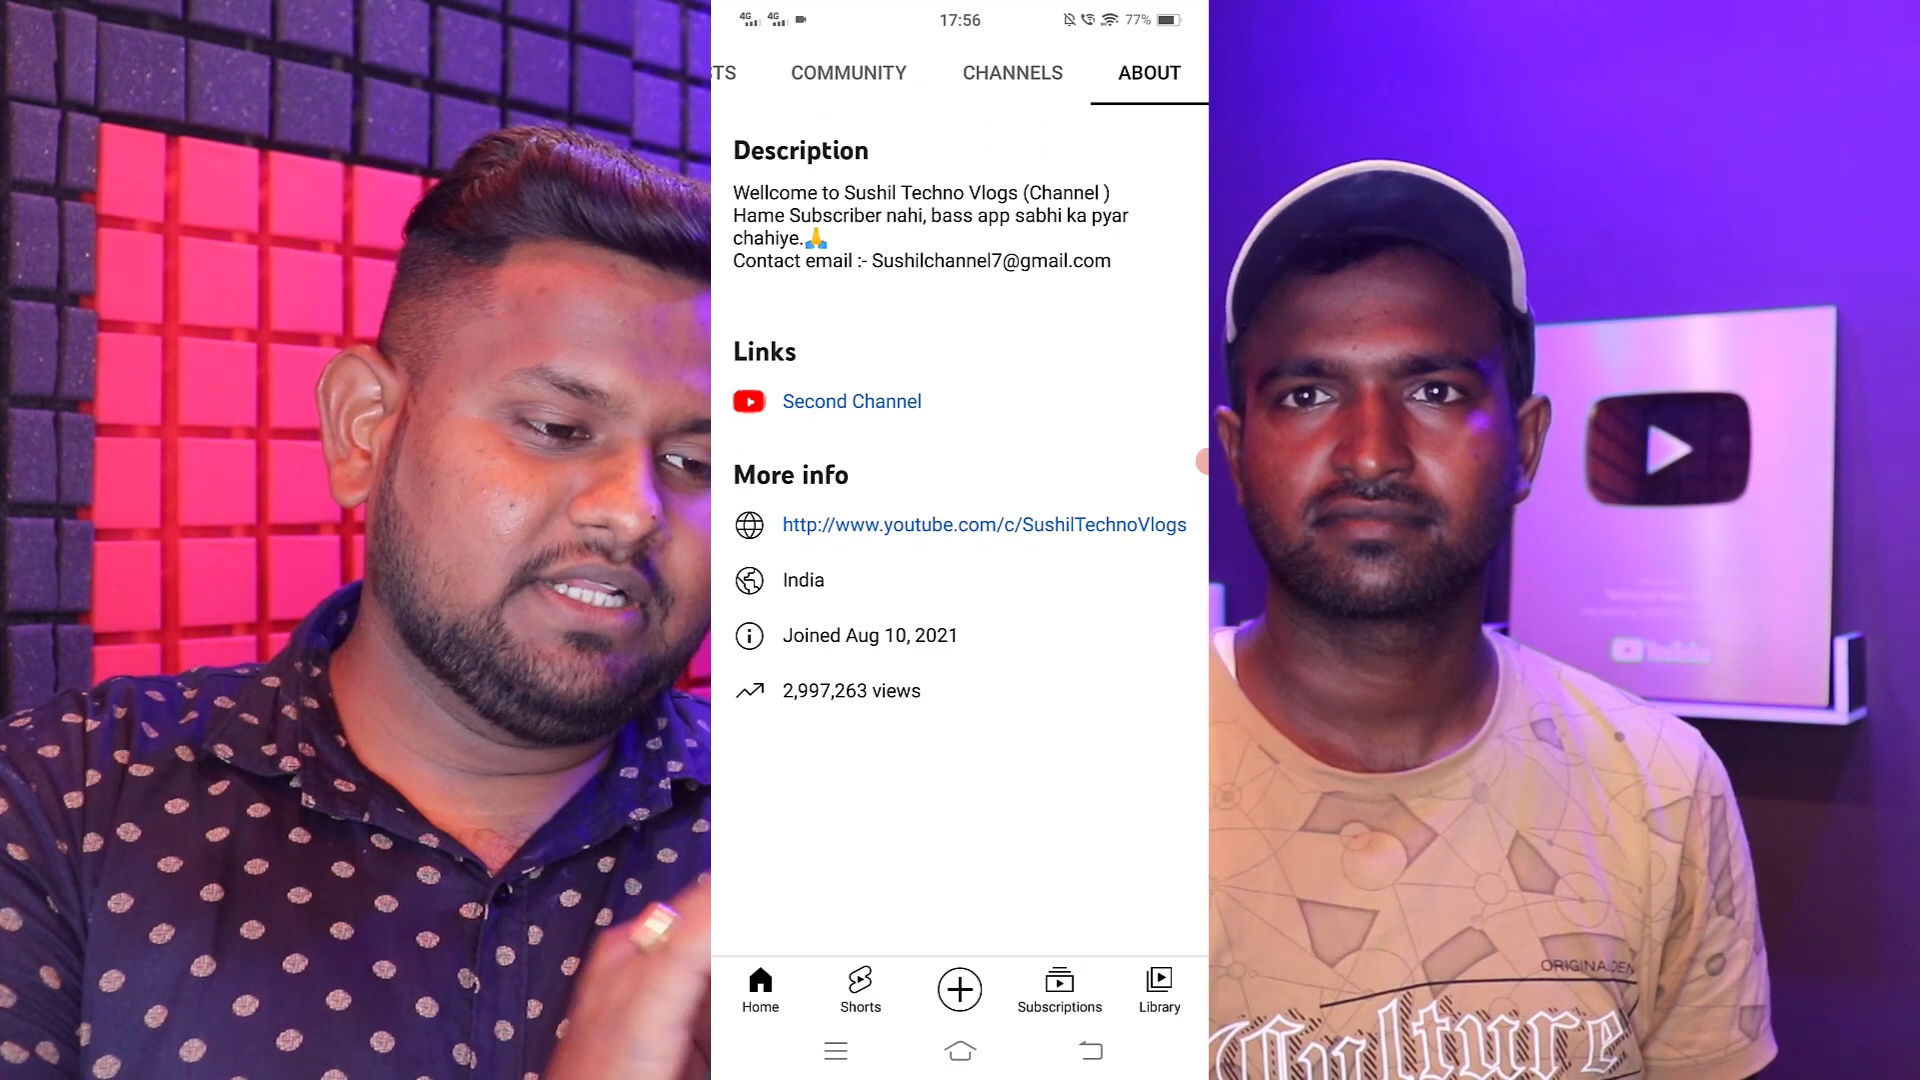 4G 4G 17:56 77%
COMMUNITY CHANNELS ABOUT
Description
Wellcome to Sushil Techno Vlogs (Channel )
Hame Subscriber nahi, bass app sabhi ka pyar
chahiye.🙏
Contact email :- Sushilchannel7@gmail.com
Links
Second Channel
More info
http://www.youtube.com/c/SushilTechnoVlogs
India
Joined Aug 10, 2021
2,997,263 views
Home Shorts Subscriptions Library
YouTube
Culture